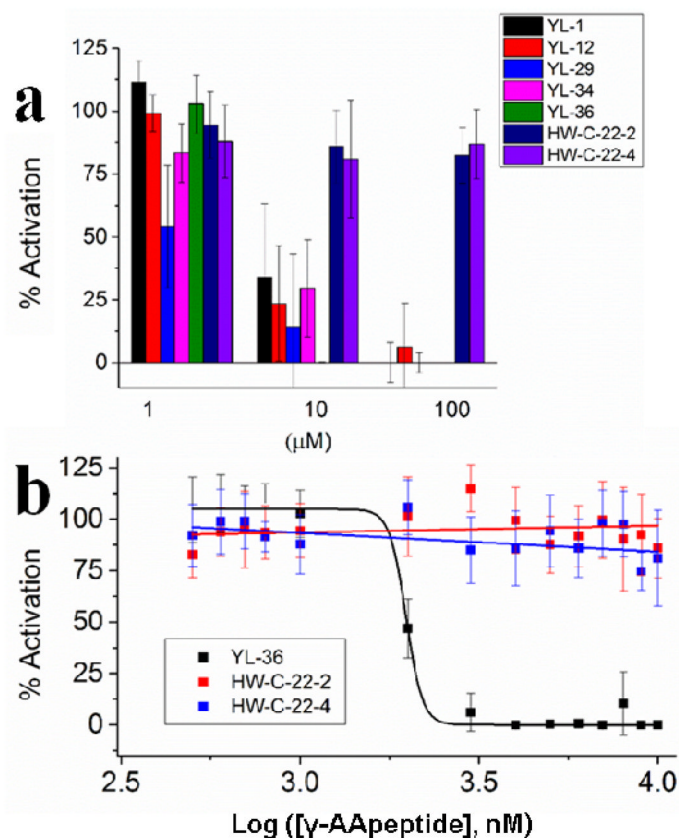 a
125
100
75
50
25
0
% Activation
YL-1
YL-12
YL-29
YL-34
YL-36
HW-C-22-2
HW-C-22-4
1 10 100
(μM)
b
125
100
75
50
25
0
% Activation
YL-36
HW-C-22-2
HW-C-22-4
2.5 3.0 3.5 4.0
Log ([γ-AApeptide], nM)